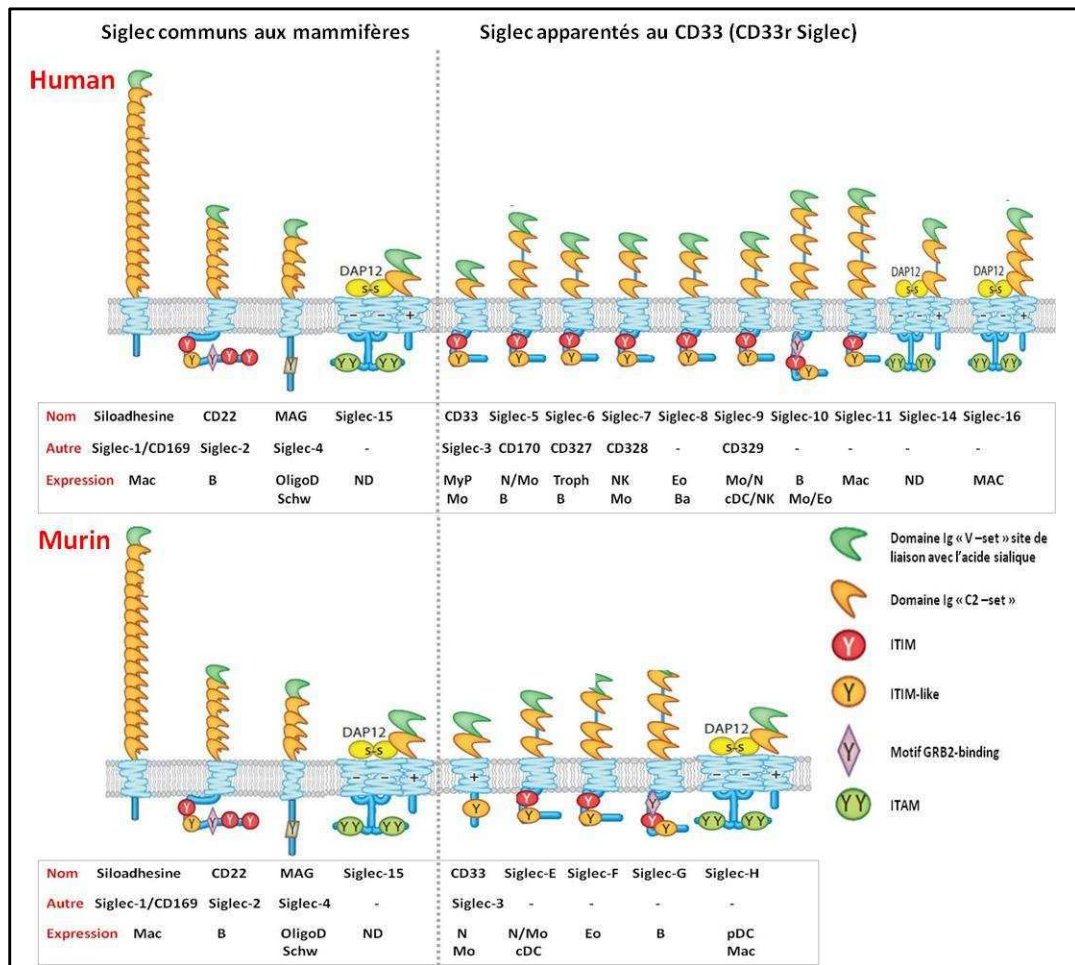 Siglec communs aux mammifères
Siglec apparentés au CD33 (CD33r Siglec)
Human
DAP12
S-S
DAP12
S-S
DAP12
S-S
- - +
- - +
- - +
Y Y Y Y Y Y Y Y Y Y Y Y Y Y Y Y Y Y Y Y Y Y
Nom Siloadhesine CD22 MAG Siglec-15 CD33 Siglec-5 Siglec-6 Siglec-7 Siglec-8 Siglec-9 Siglec-10 Siglec-11 Siglec-14 Siglec-16
Autre Siglec-1/CD169 Siglec-2 Siglec-4 - Siglec-3 CD170 CD327 CD328 - CD329 - - - -
Expression Mac B OligoD ND MyP N/Mo Troph NK Eo Mo/N B Mac ND MAC
Schw Mo B B Mo Ba cDC/NK Mo/Eo
Murin
DAP12
S-S
DAP12
S-S
- - + + - - +
Y Y Y Y Y YY YY Y Y Y Y Y Y Y Y YY YY
Nom Siloadhesine CD22 MAG Siglec-15 CD33 Siglec-E Siglec-F Siglec-G Siglec-H
Autre Siglec-1/CD169 Siglec-2 Siglec-4 - Siglec-3 - - - -
Expression Mac B OligoD ND N N/Mo Eo B pDC
Schw Mo cDC Mac
Domaine Ig « V –set » site de
liaison avec l'acide sialique
Domaine Ig « C2 –set »
Y ITIM
Y ITIM-like
Y Motif GRB2-binding
Y Y ITAM